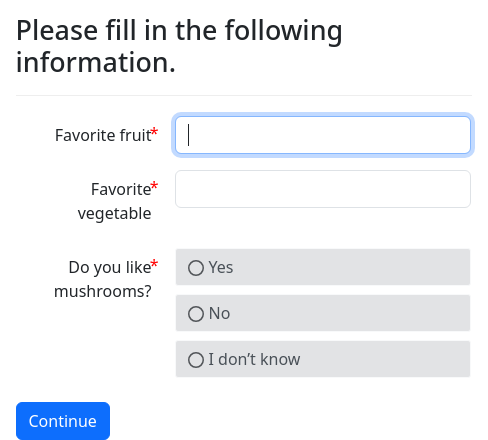 Please fill in the following
information.
Favorite fruit*
Favorite*
vegetable
Do you like*
mushrooms?
Yes
No
I don’t know
Continue